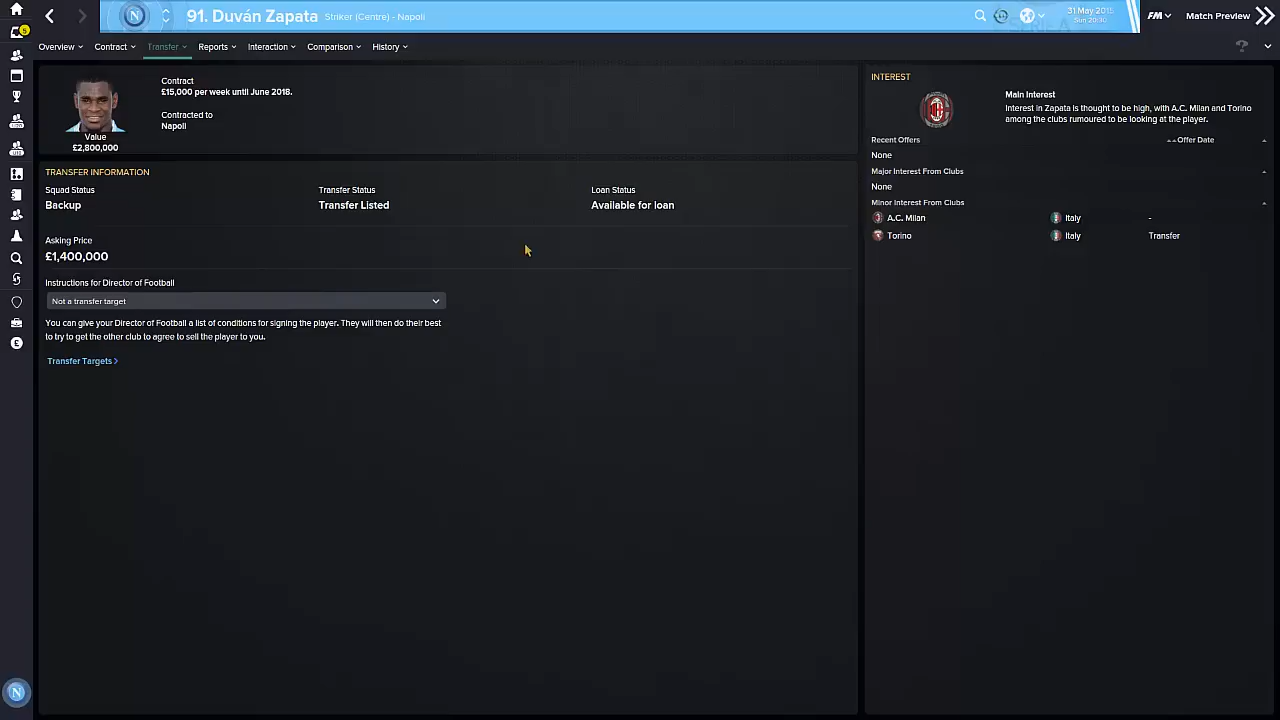 91. Duván Zapata Striker (Centre) - Napoli
31 May 2015
Sun 20:30
FM
Match Preview
5
Overview Contract Transfer Reports Interaction Comparison History
Contract
£15,000 per week until June 2018.
Contracted to
Napoli
Value
£2,800,000
TRANSFER INFORMATION
Squad Status Transfer Status Loan Status
Backup Transfer Listed Available for loan
Asking Price
£1,400,000
Instructions for Director of Football
Not a transfer target
You can give your Director of Football a list of conditions for signing the player. They will then do their best
to try to get the other club to agree to sell the player to you.
Transfer Targets >
INTEREST
Main Interest
Interest in Zapata is thought to be high, with A.C. Milan and Torino
among the clubs rumoured to be looking at the player.
Recent Offers Offer Date
None
Major Interest From Clubs
None
Minor Interest From Clubs
A.C. Milan Italy -
Torino Italy Transfer